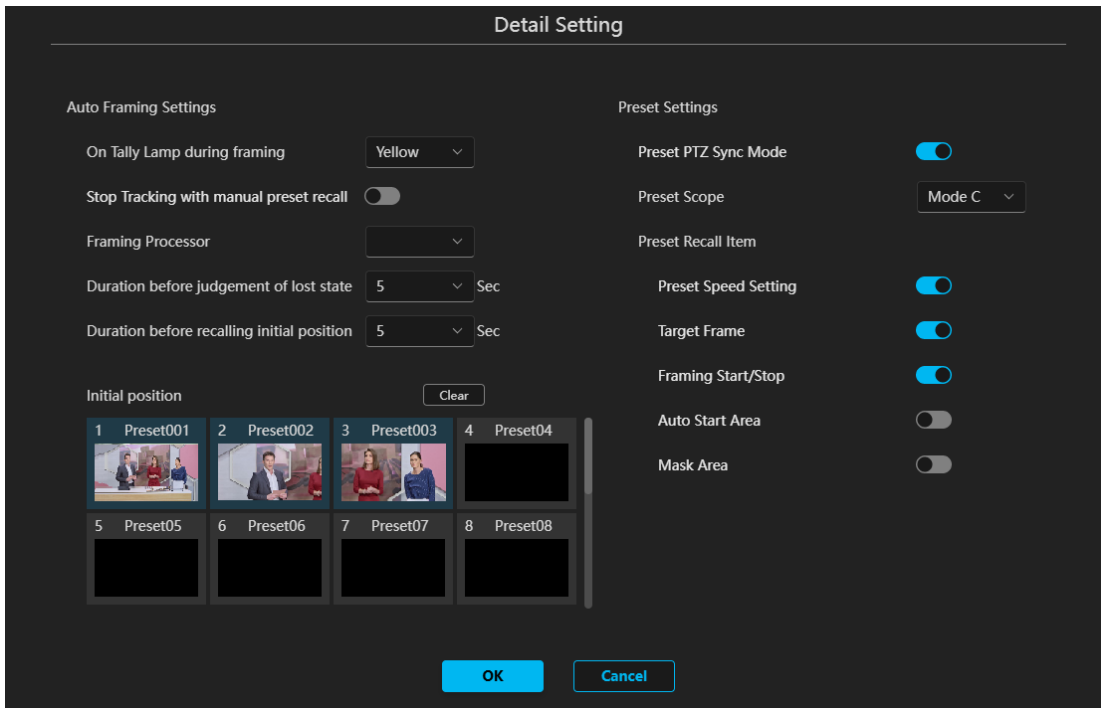 Detail Setting
Auto Framing Settings
On Tally Lamp during framing Yellow
Stop Tracking with manual preset recall
Framing Processor
Duration before judgement of lost state 5 Sec
Duration before recalling initial position 5 Sec
Initial position Clear
1 Preset001 2 Preset002 3 Preset003 4 Preset04
5 Preset05 6 Preset06 7 Preset07 8 Preset08
Preset Settings
Preset PTZ Sync Mode
Preset Scope Mode C
Preset Recall Item
Preset Speed Setting
Target Frame
Framing Start/Stop
Auto Start Area
Mask Area
OK Cancel